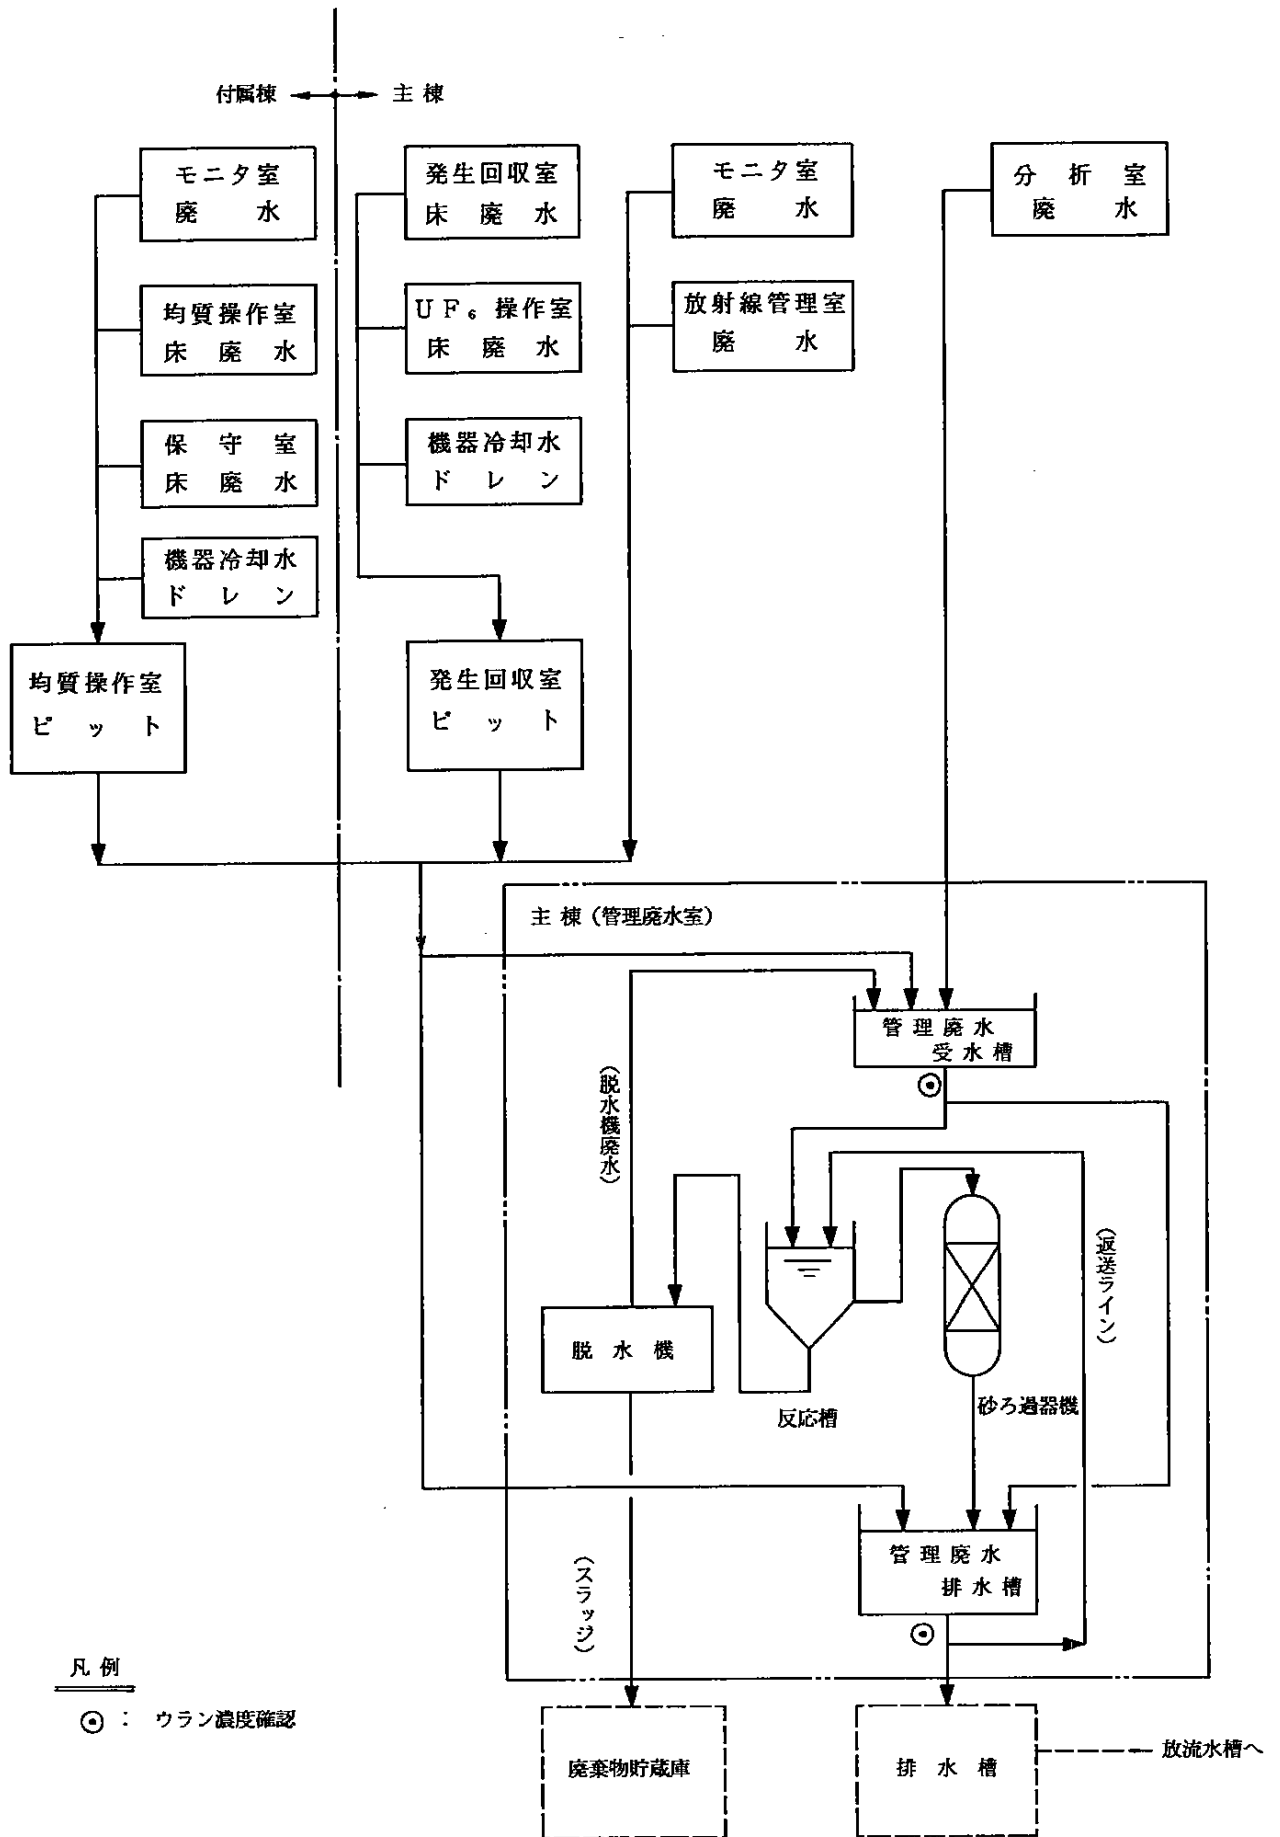 付属棟 主 棟
モニタ室
廃 水
発生回収室
床 廃 水
モニタ室
廃 水
分 析 室
廃 水
均質操作室
床 廃 水
UF₆ 操作室
床 廃 水
放射線管理室
廃 水
保 守 室
床 廃 水
機器冷却水
ド レ ン
機器冷却水
ド レ ン
均質操作室
ピ ッ ト
発生回収室
ピ ッ ト
主 棟（管理廃水室）
管 理 廃 水
受 水 槽
（脱水機廃水）
（返送ライン）
脱 水 機
反応槽
砂ろ過器機
管 理 廃 水
排 水 槽
（スラッジ）
凡 例
◎ ： ウラン濃度確認
廃棄物貯蔵庫
排 水 槽
放流水槽へ